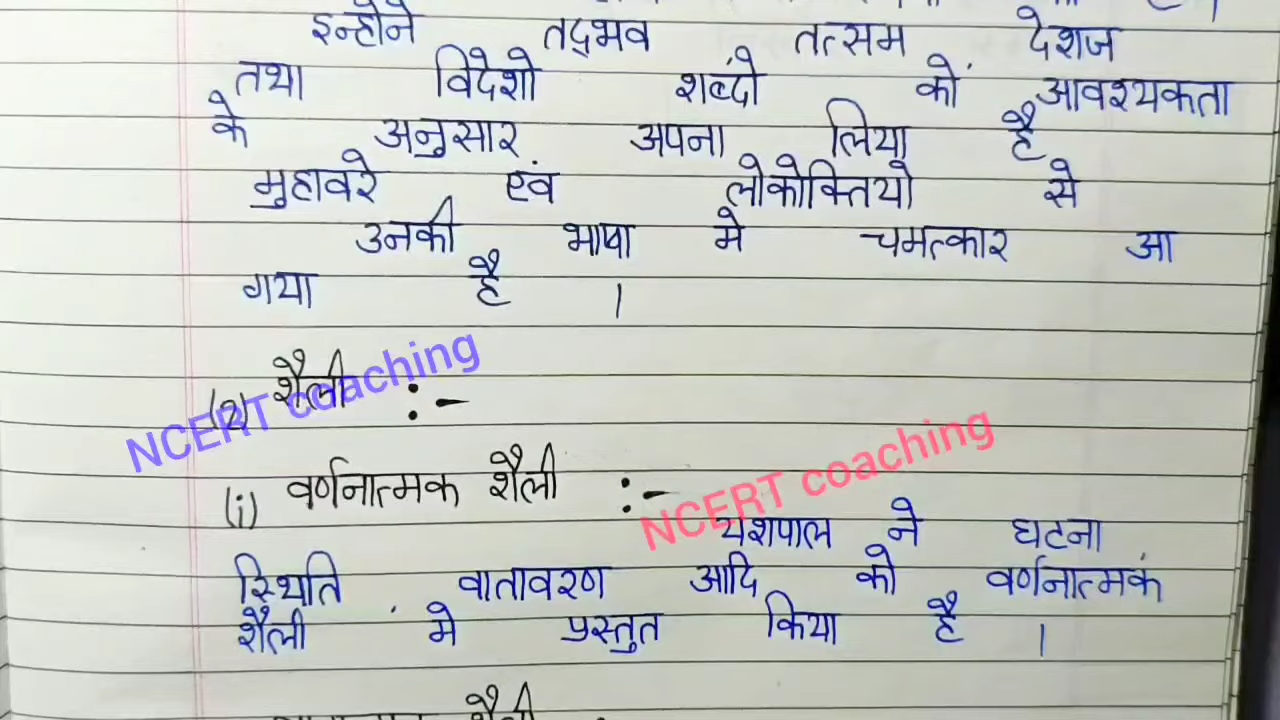 इन्होने तद्भव तत्सम देशज
तथा विदेशो शब्दो को आवश्यकता
के अनुसार अपना लिया है
मुहावरे एवं लोकोक्तियो से
उनकी भाषा मे चमत्कार आ
गया है ।
(2) शैली :-
NCERT coaching
(i) वर्णनात्मक शैली :-
NCERT coaching
यशपाल ने घटना
स्थिति वातावरण आदि को वर्णनात्मक
शैली मे प्रस्तुत किया है ।
शैली :